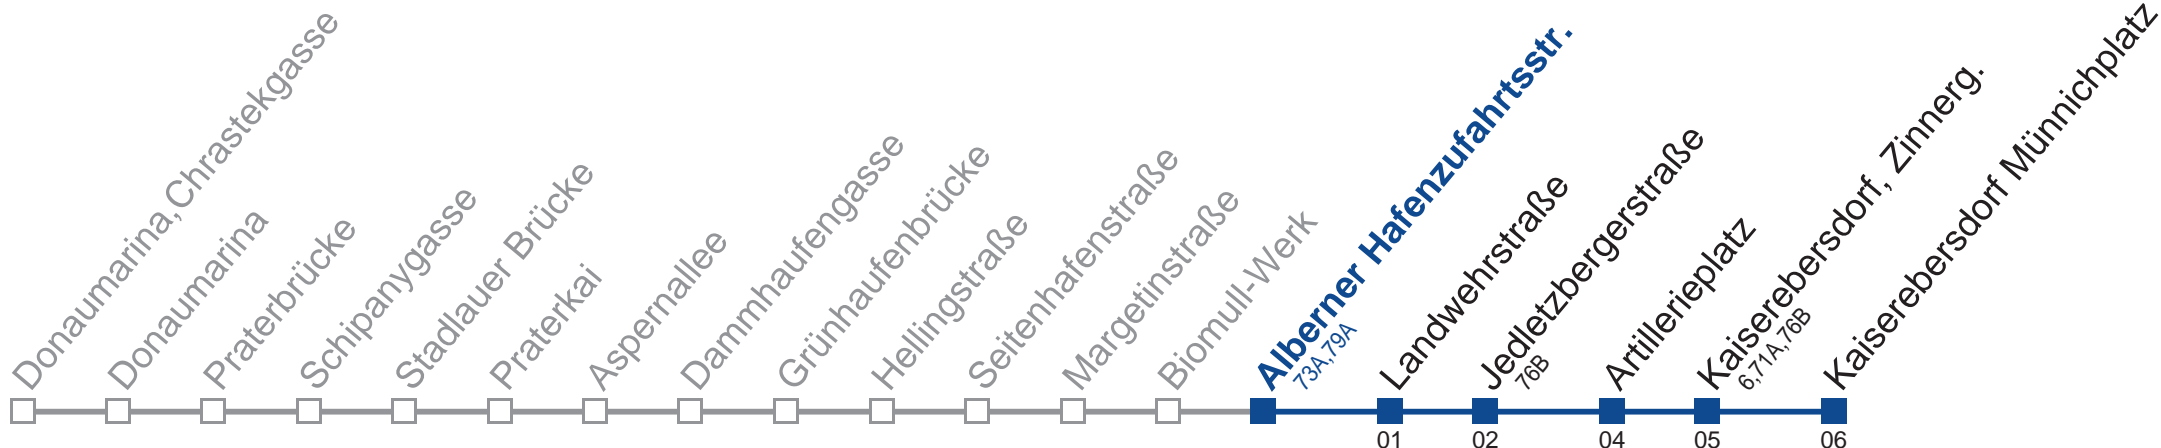 Donaumarina, Chrastekgasse
Donaumarina
Praterbrücke
Schipanygasse
Stadlauer Brücke
Praterkai
Aspernallee
Dammhaufengasse
Grünhaufenbrücke
Hellingstraße
Seitenhafenstraße
Margetinstraße
Biomull-Werk
Alberner Hafenzufahrtsstr.
73A,79A
Landwehrstraße
Jedletzbergerstraße
76B
Artillerieplatz
Kaiserebersdorf, Zinnerg.
6,71A,76B
Kaiserebersdorf Münnichplatz
01 02 04 05 06